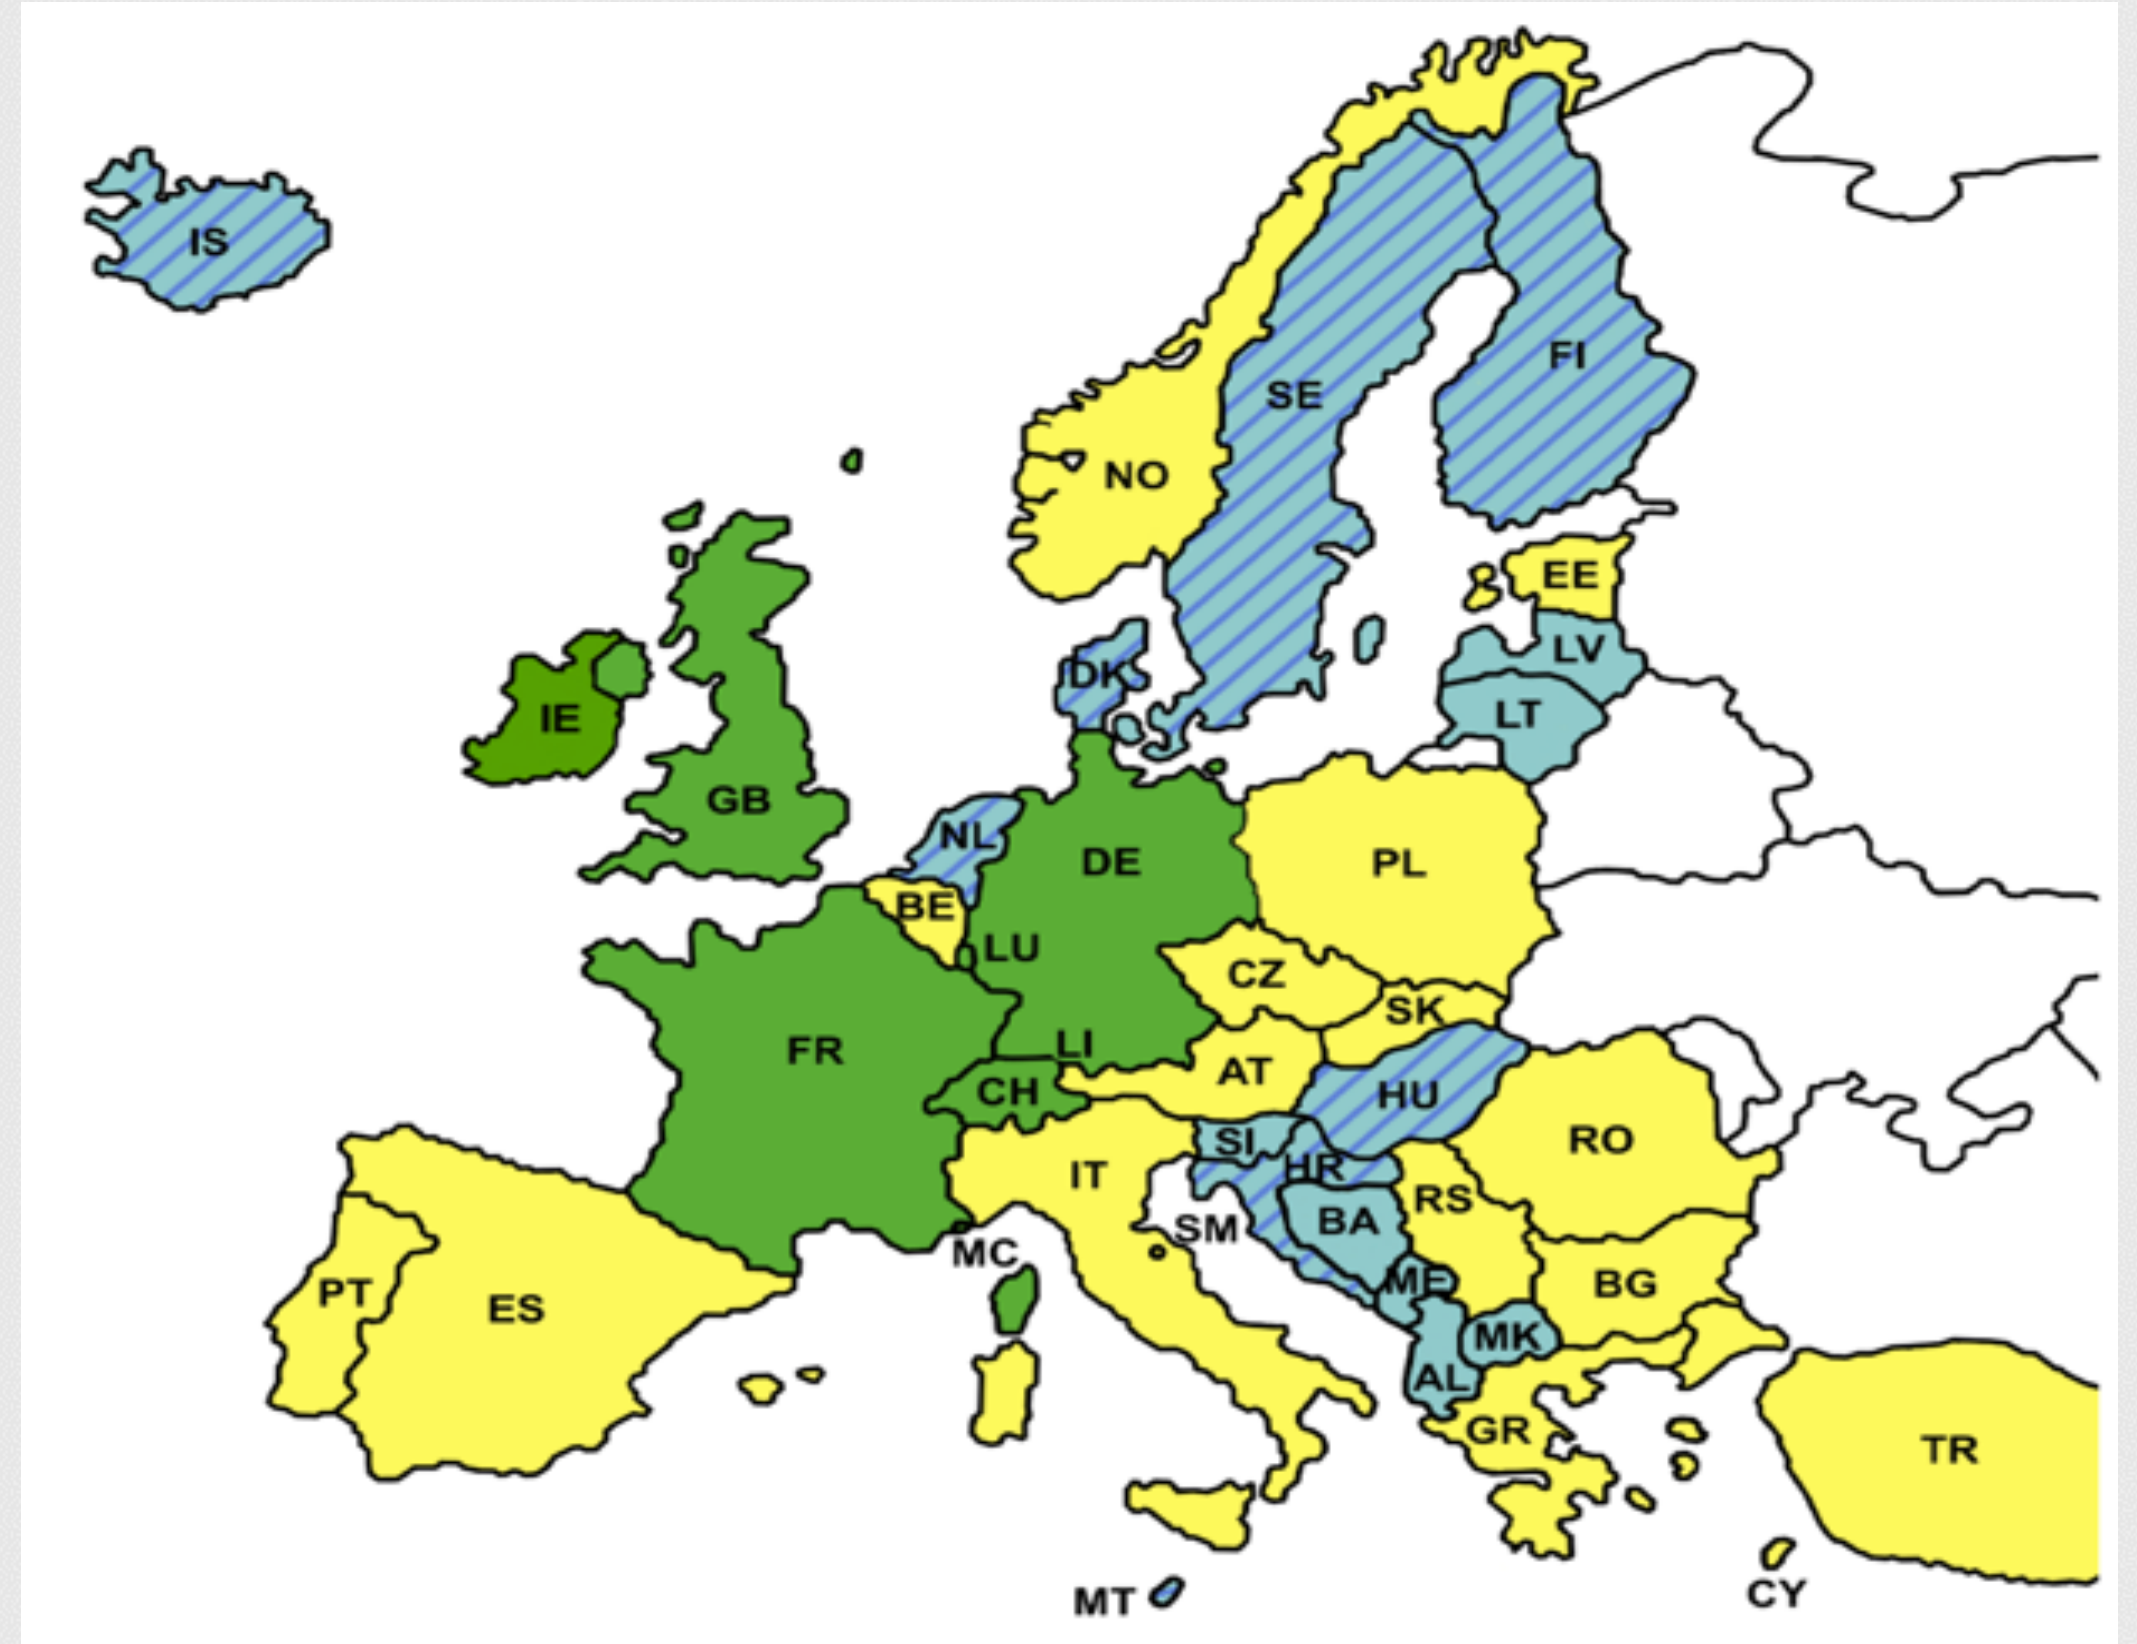 IS
FI
SE
NO
EE
LV
DK
LT
IE
GB
NL
DE
PL
BE
LU
CZ
SK
FR
LI
AT
CH
HU
RO
SI
HR
IT
RS
BA
SM
MC
ME
BG
PT
ES
MK
AL
GR
TR
CY
MT